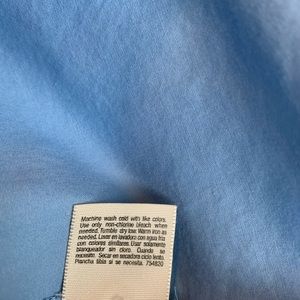 Machine wash cold with like colors.
Use only non-chlorine bleach when
needed. Tumble dry low. Warm iron as
needed. Lavar en lavadora con agua fría
con colores similares. Usar solamente
blanqueador sin cloro. Cuando se
necesite. Secar en secadora ciclo lento.
Plancha tibia si se necesita. 754820